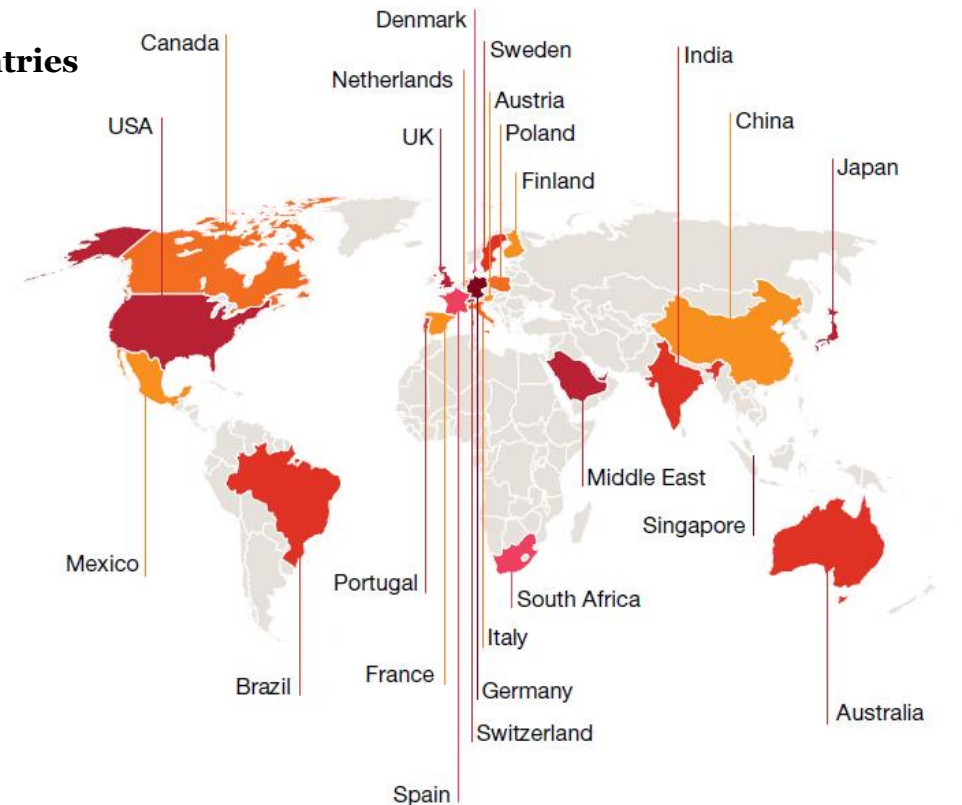 ntries
Denmark
Canada
Sweden
India
Netherlands
Austria
USA
UK
Poland
China
Japan
Finland
Middle East
Singapore
Mexico
Portugal
South Africa
Italy
France
Brazil
Germany
Australia
Switzerland
Spain